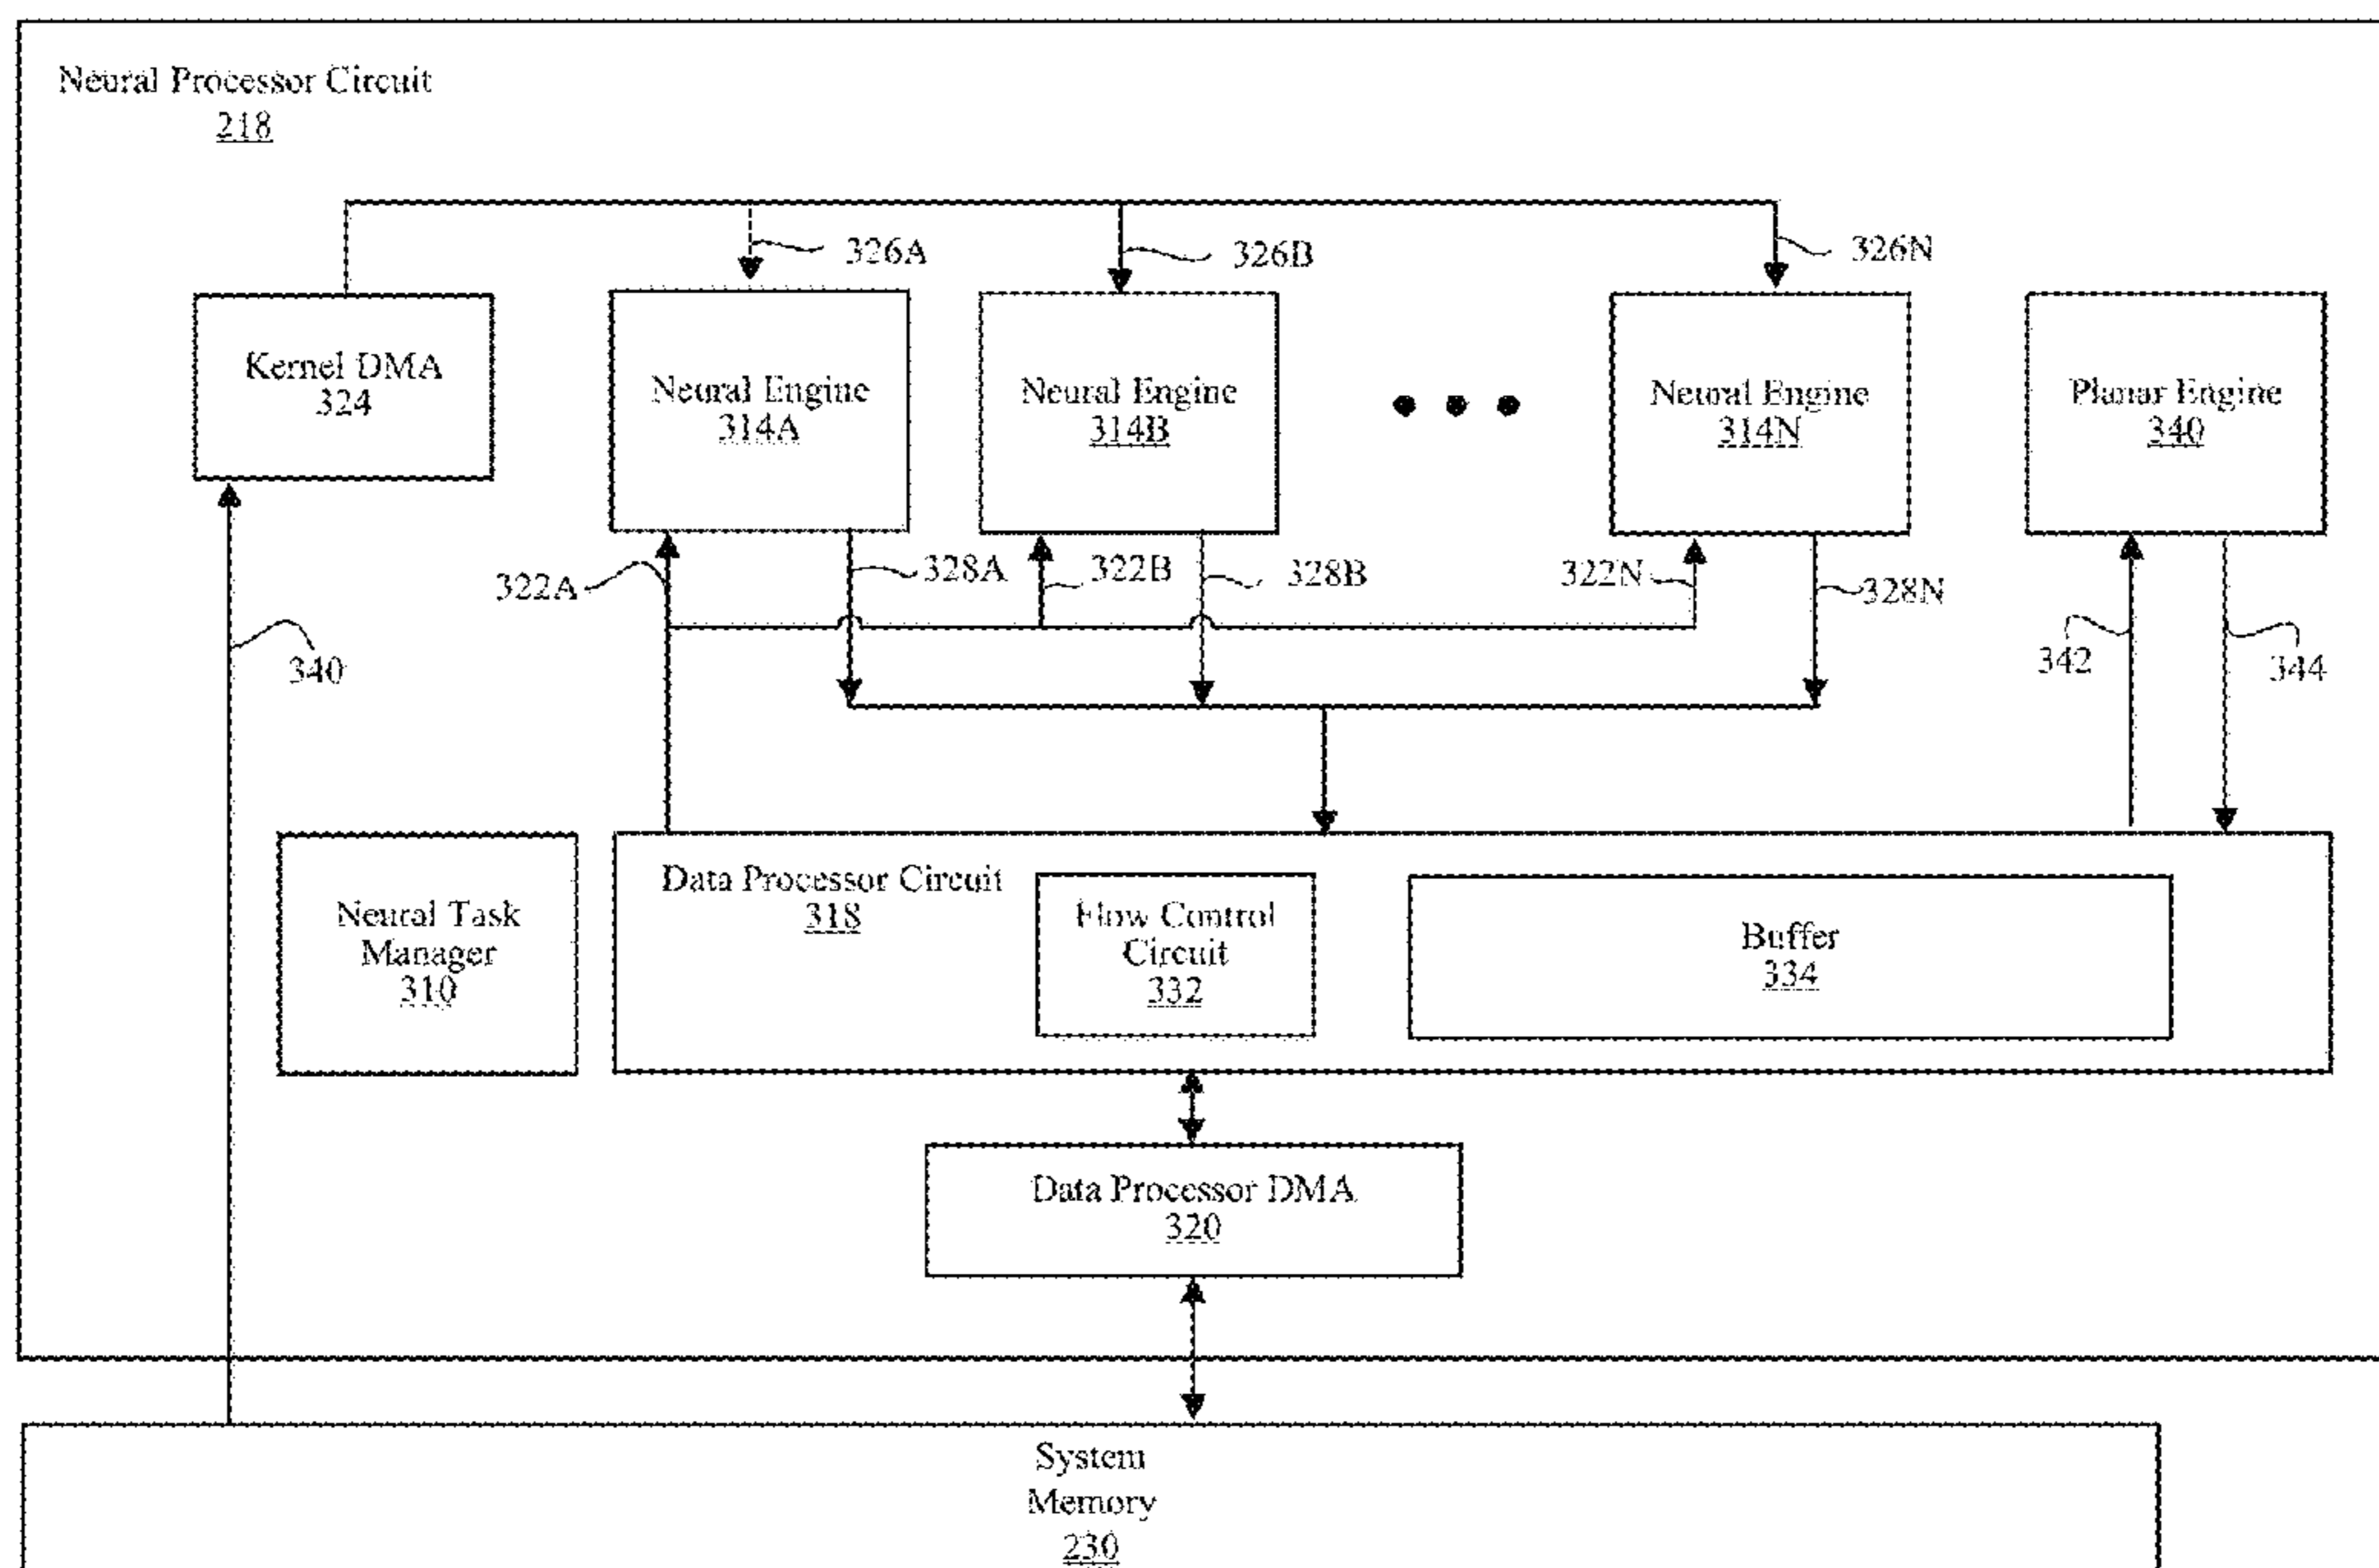 Neural Processor Circuit
218
326A
326B
326N
Kernel DMA
324
Neural Engine
314A
Neural Engine
314B
Neural Engine
314N
Planar Engine
340
322A
328A
322B
328B
322N
328N
340
342
344
Neural Task
Manager
310
Data Processor Circuit
318
Flow Control
Circuit
332
Buffer
334
Data Processor DMA
320
System
Memory
230